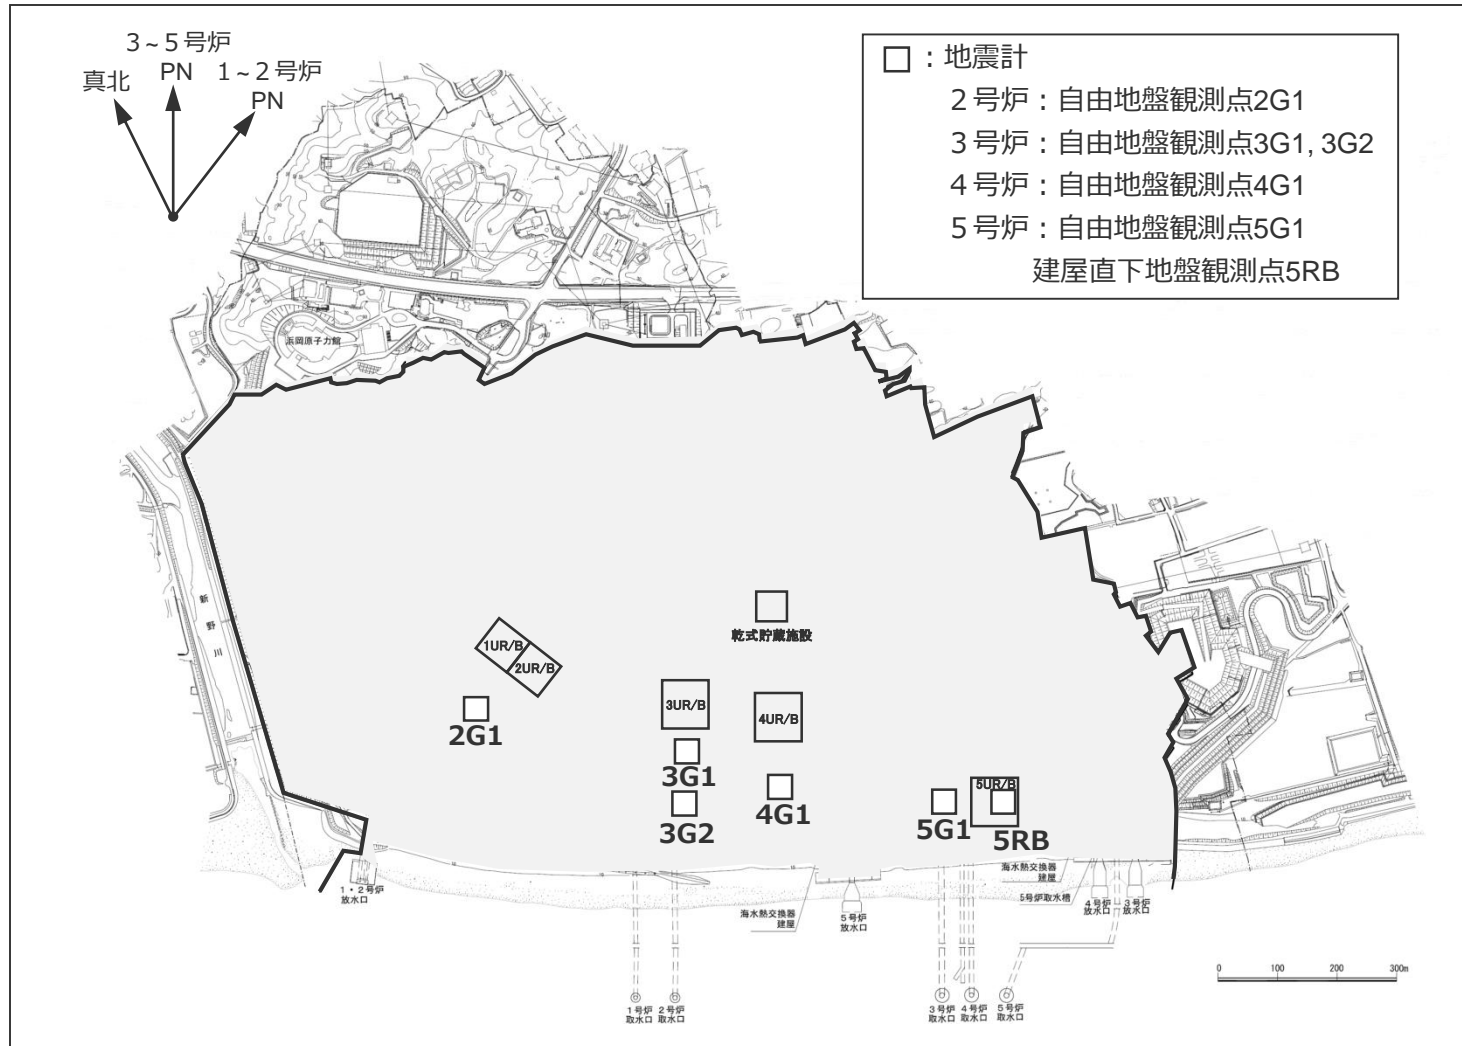 3~5号炉
PN
真北
1~2号炉
PN
：地震計
2号炉：自由地盤観測点2G1
3号炉：自由地盤観測点3G1, 3G2
4号炉：自由地盤観測点4G1
5号炉：自由地盤観測点5G1
建屋直下地盤観測点5RB
浜岡原子力館
新野川
乾式貯蔵施設
1UR/B
2UR/B
3UR/B
4UR/B
5UR/B
2G1
3G1
3G2
4G1
5G1
5RB
1・2号炉
放水口
海水熱交換器
建屋
5号炉
放水口
海水熱交換器
建屋
5号炉取水槽
4号炉
放水口
3号炉
放水口
1号炉
取水口
2号炉
取水口
3号炉
取水口
4号炉
取水口
5号炉
取水口
0 100 200 300m